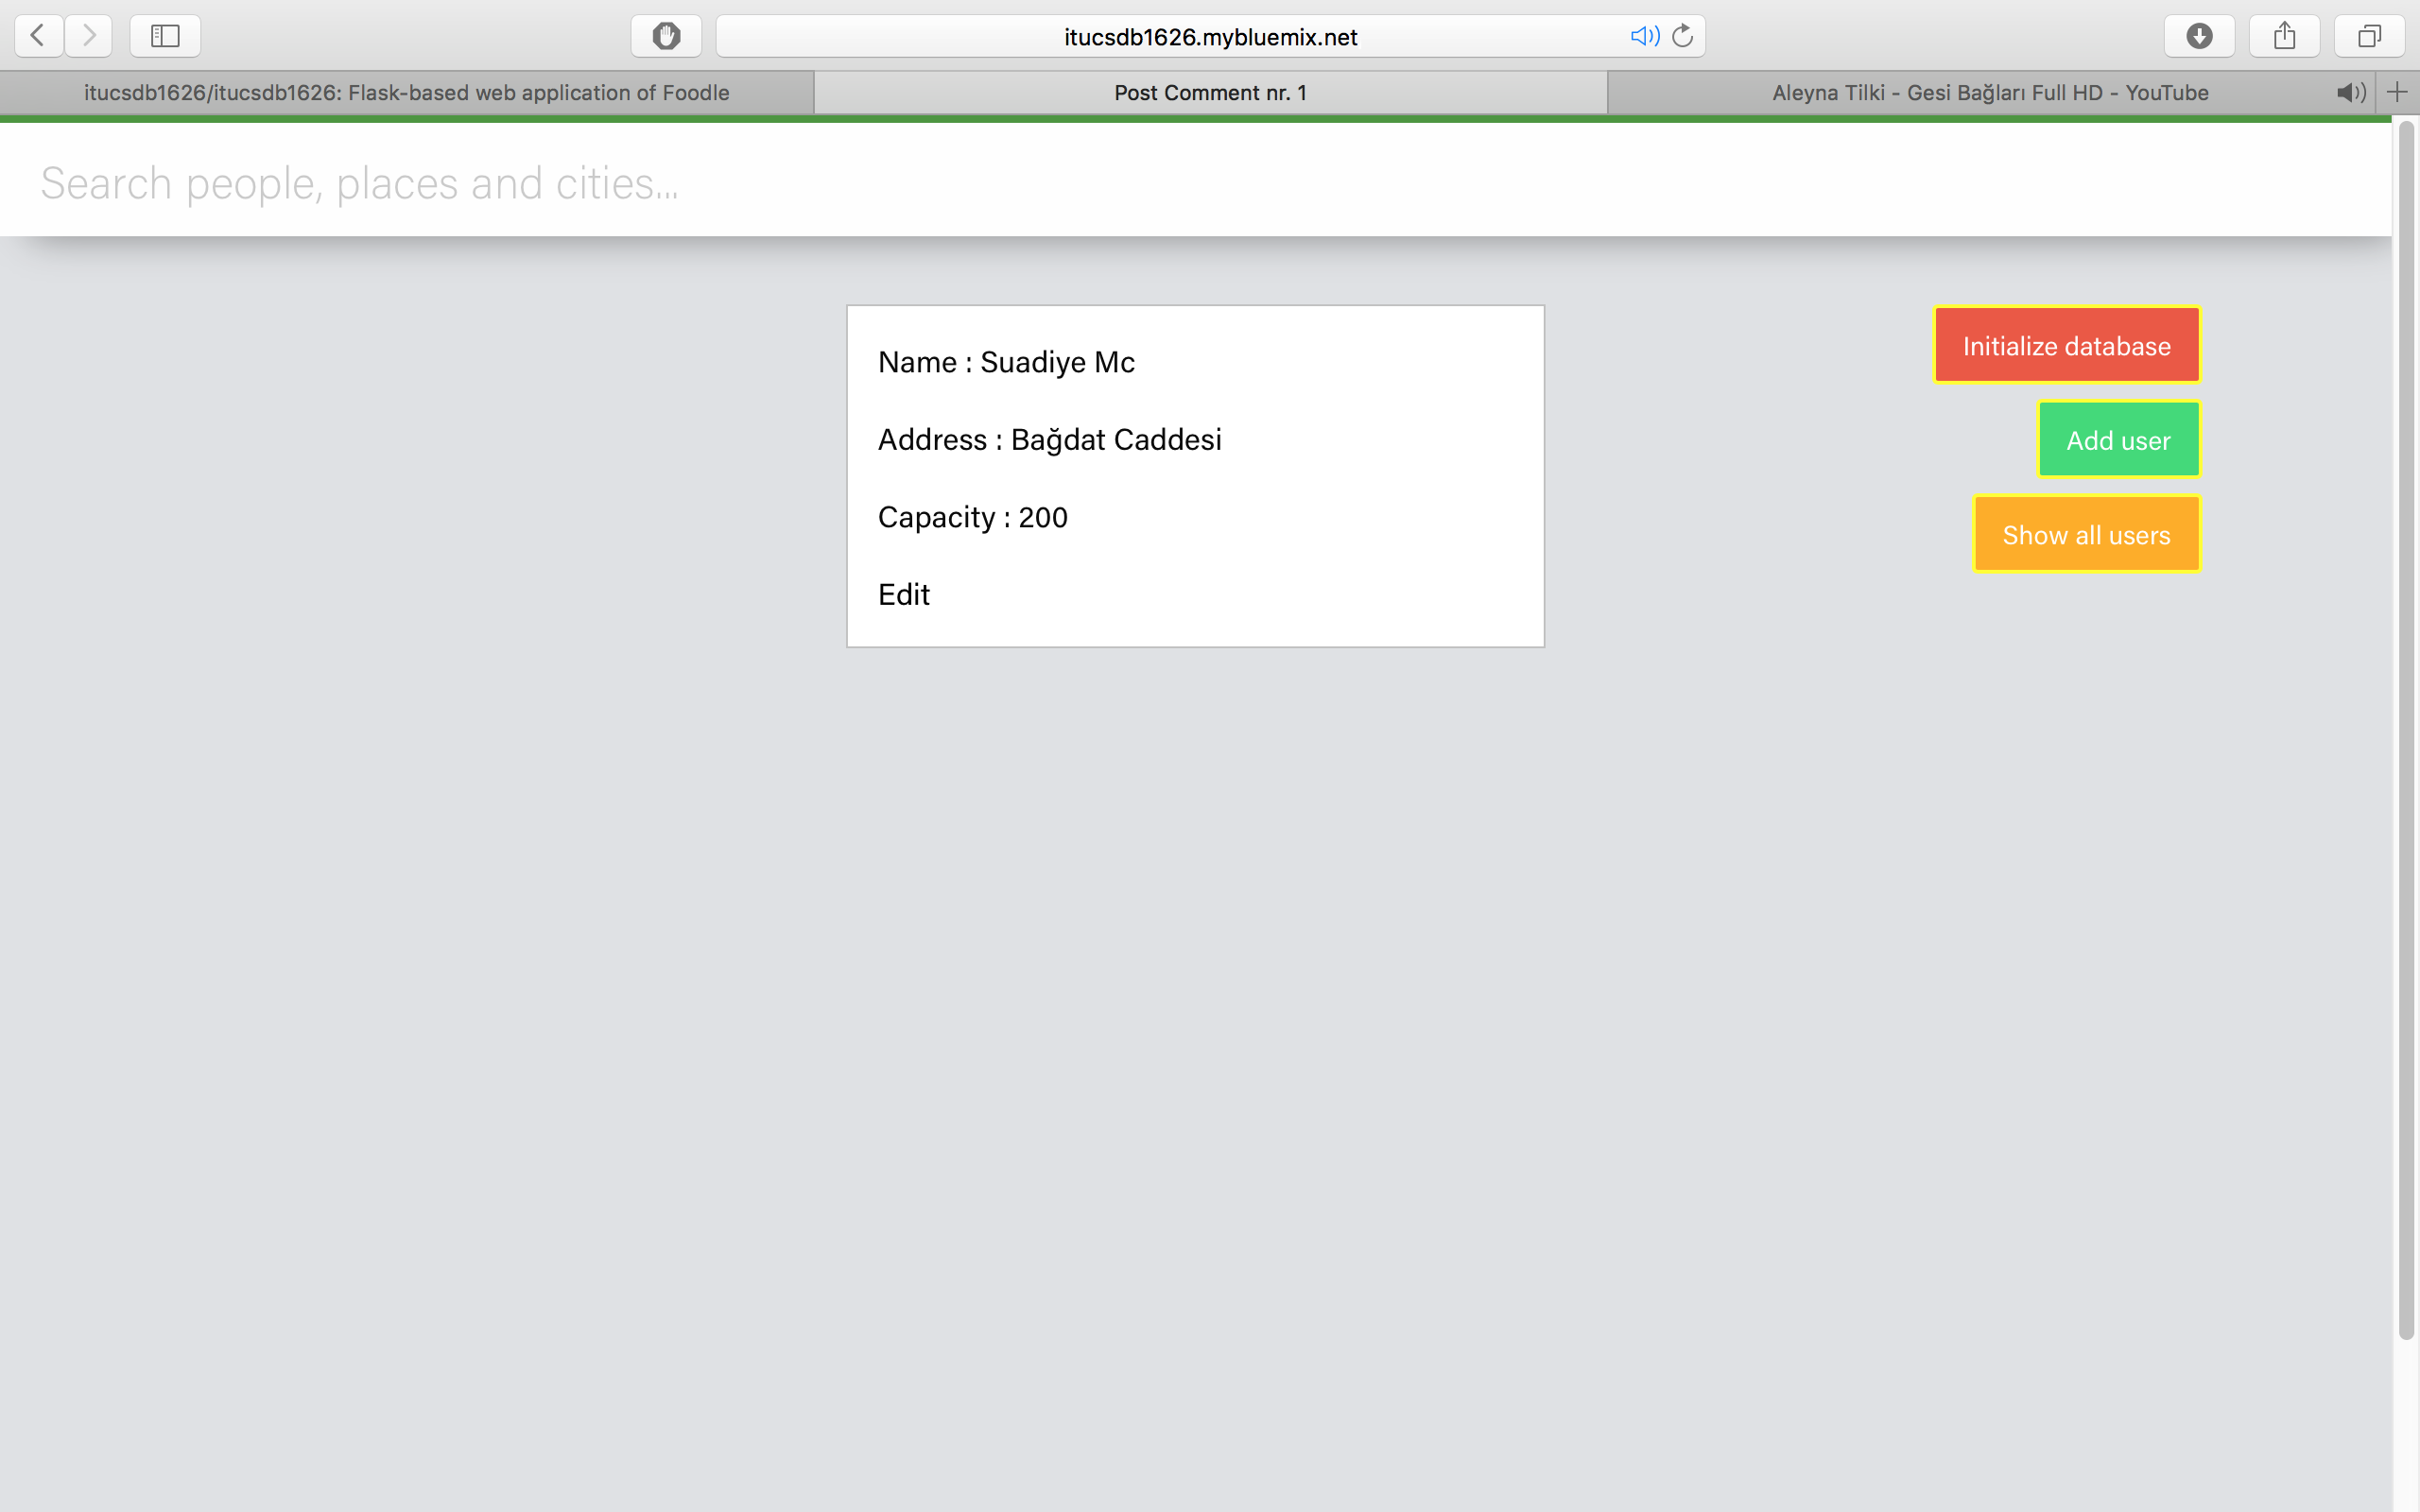 itucsdb1626.mybluemix.net
itucsdb1626/itucsdb1626: Flask-based web application of Foodle
Post Comment nr. 1
Aleyna Tilki - Gesi Bağları Full HD - YouTube
Search people, places and cities...
Name : Suadiye Mc
Address : Bağdat Caddesi
Capacity : 200
Edit
Initialize database
Add user
Show all users